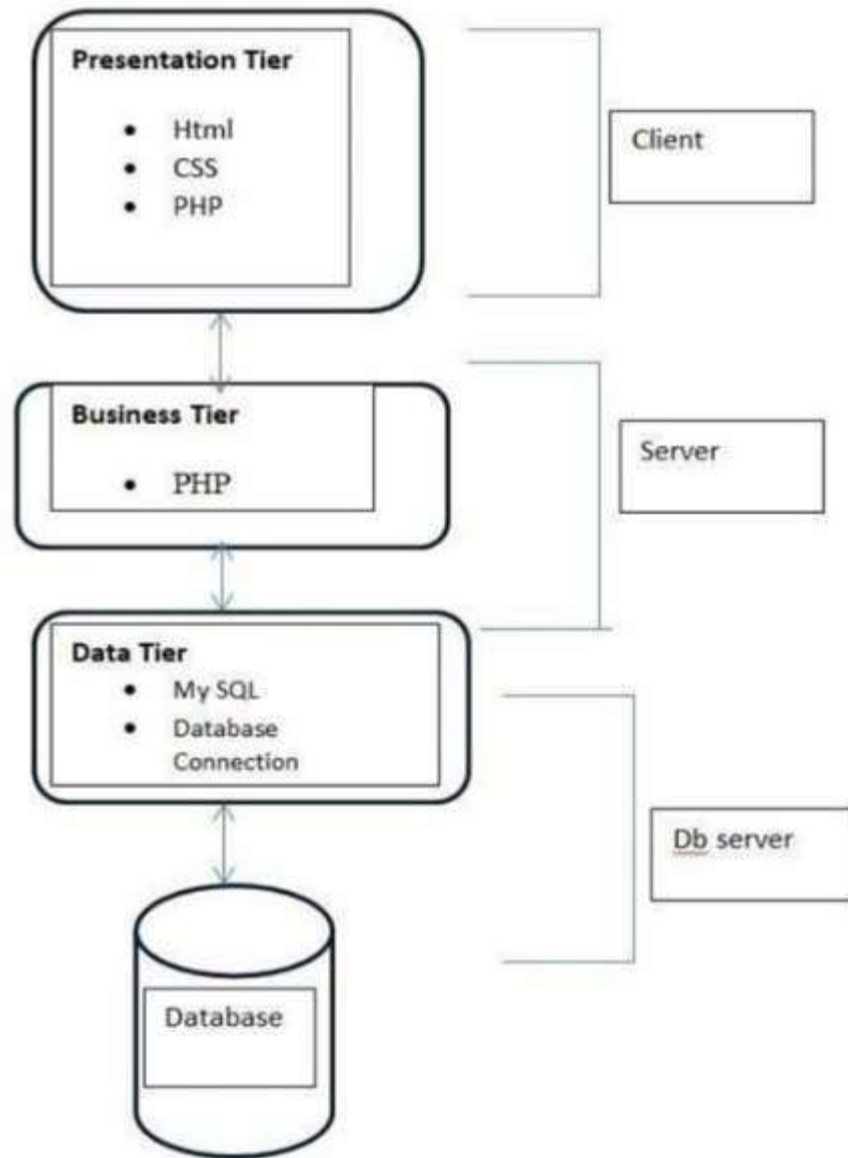 Presentation Tier
• Html
• CSS
• PHP
Client
Business Tier
• PHP
Server
Data Tier
• My SQL
• Database
Connection
Db server
Database